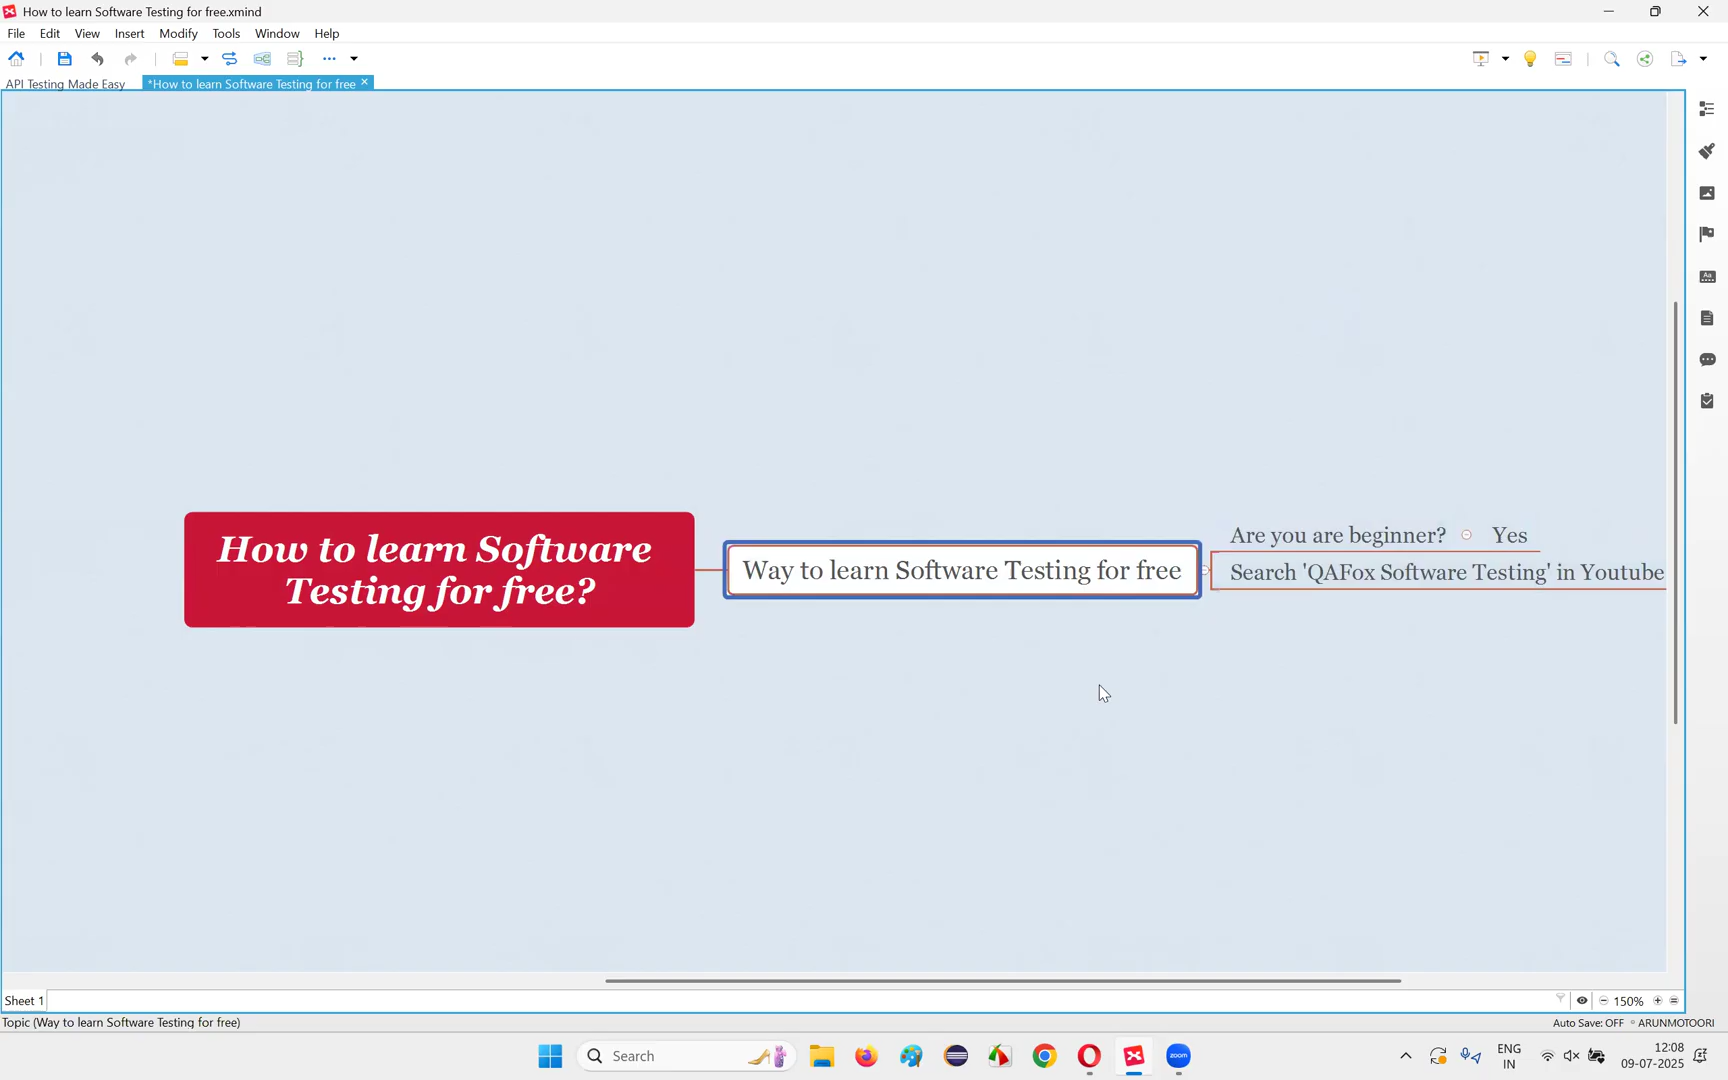 How to learn Software Testing for free.xmind
File Edit View Insert Modify Tools Window Help
API Testing Made Easy *How to learn Software Testing for free
How to learn Software
Testing for free?
Way to learn Software Testing for free
Are you are beginner? Yes
Search 'QAFox Software Testing' in Youtube
Sheet 1
150%
Topic (Way to learn Software Testing for free)
Auto Save: OFF ARUNMOTOORI
Search
zoom
ENG
IN
12:08
09-07-2025